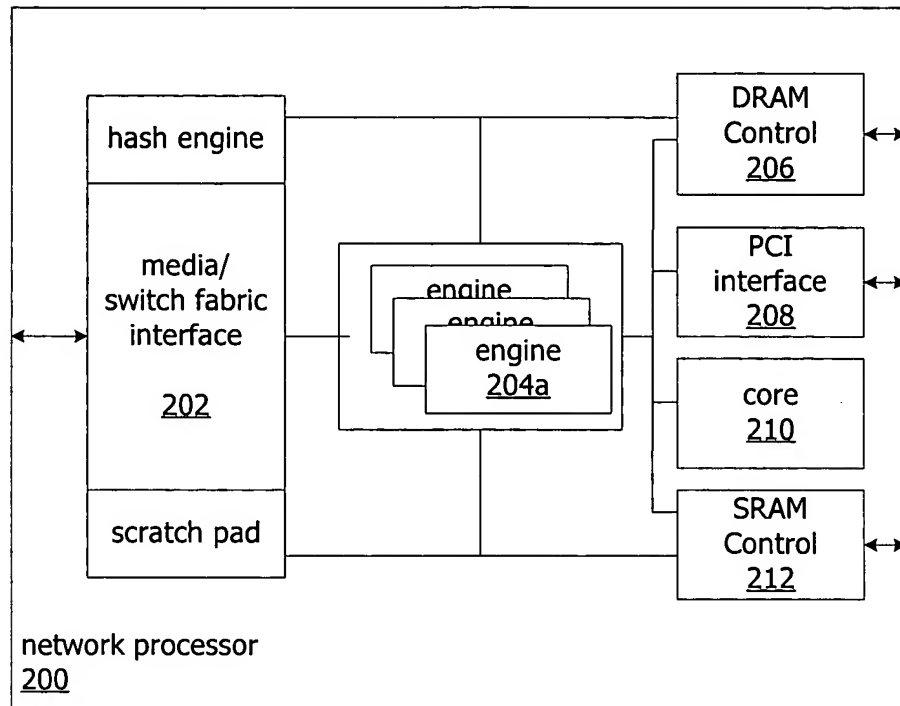 hash engine
media/
switch fabric
interface
202
scratch pad
engine
engine
engine
204a
DRAM
Control
206
PCI
interface
208
core
210
SRAM
Control
212
network processor
200